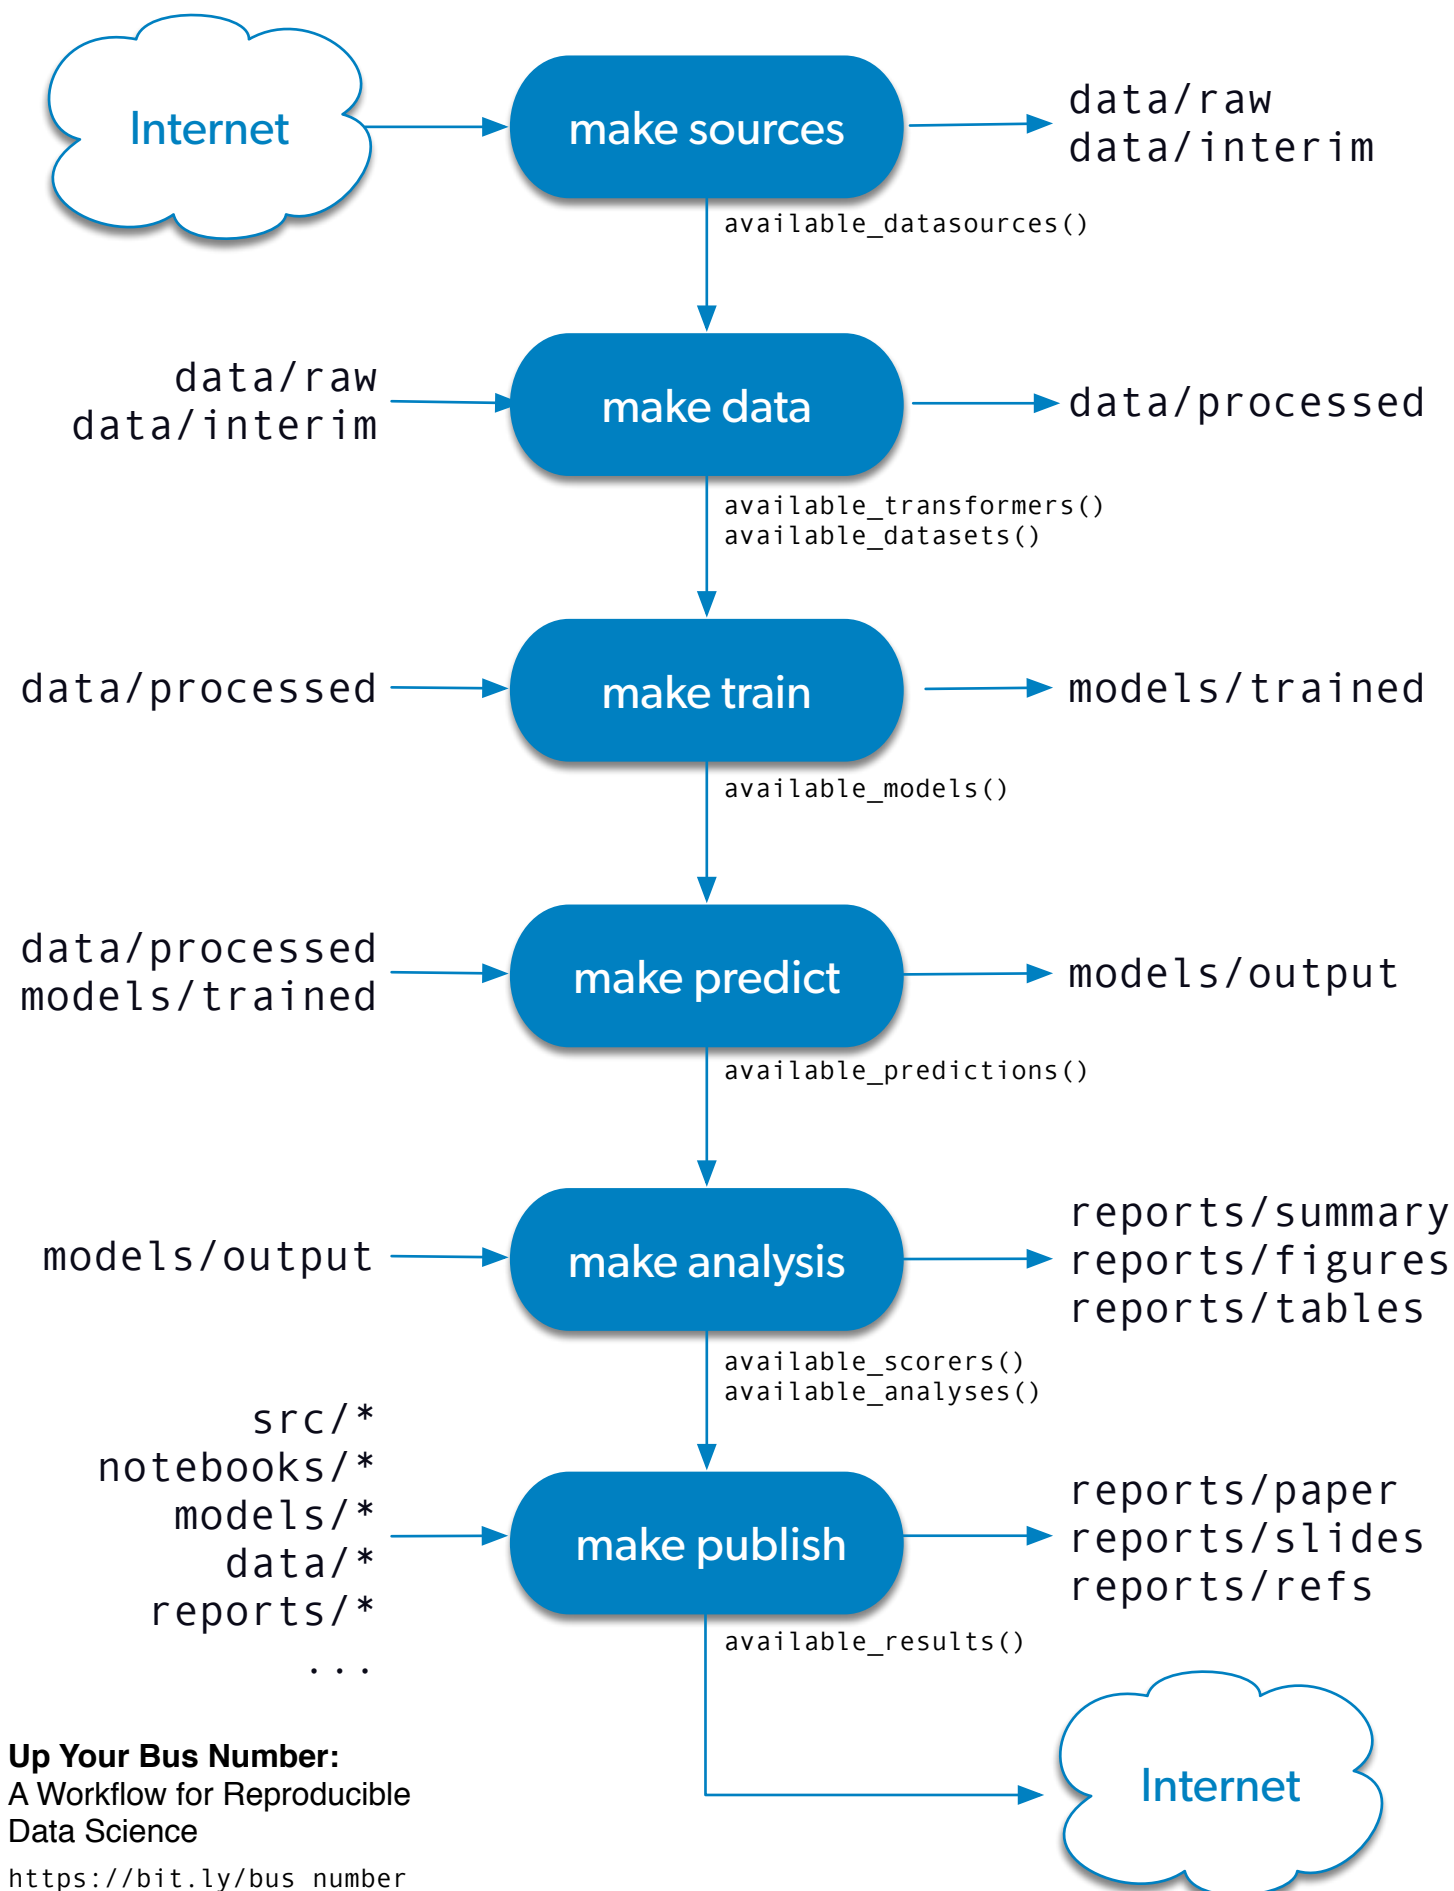 Internet
make sources
data/raw
data/interim
available_datasources()
data/raw
data/interim
make data
data/processed
available_transformers()
available_datasets()
data/processed
make train
models/trained
available_models()
data/processed
models/trained
make predict
models/output
available_predictions()
models/output
make analysis
reports/summary
reports/figures
reports/tables
available_scorers()
available_analyses()
src/*
notebooks/*
models/*
data/*
reports/*
...
make publish
reports/paper
reports/slides
reports/refs
available_results()
Internet
Up Your Bus Number:
A Workflow for Reproducible
Data Science
https://bit.ly/bus_number